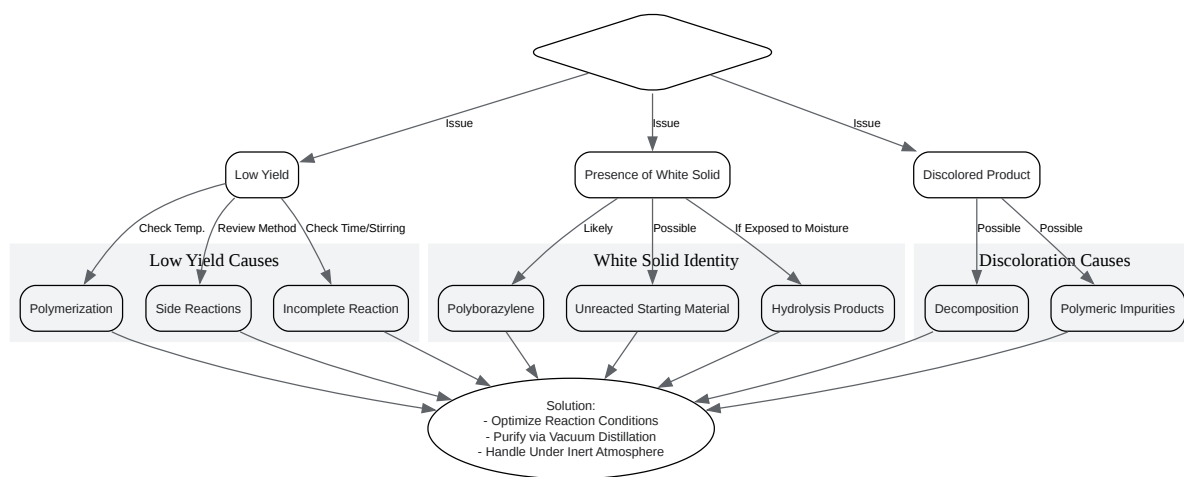 Issue
Issue
Issue
Low Yield
Presence of White Solid
Discolored Product
Check Temp.
Review Method
Check Time/Stirring
Likely
Possible
If Exposed to Moisture
Possible
Possible
Low Yield Causes
White Solid Identity
Discoloration Causes
Polymerization
Side Reactions
Incomplete Reaction
Polyborazylene
Unreacted Starting Material
Hydrolysis Products
Decomposition
Polymeric Impurities
Solution:
- Optimize Reaction Conditions
- Purify via Vacuum Distillation
- Handle Under Inert Atmosphere